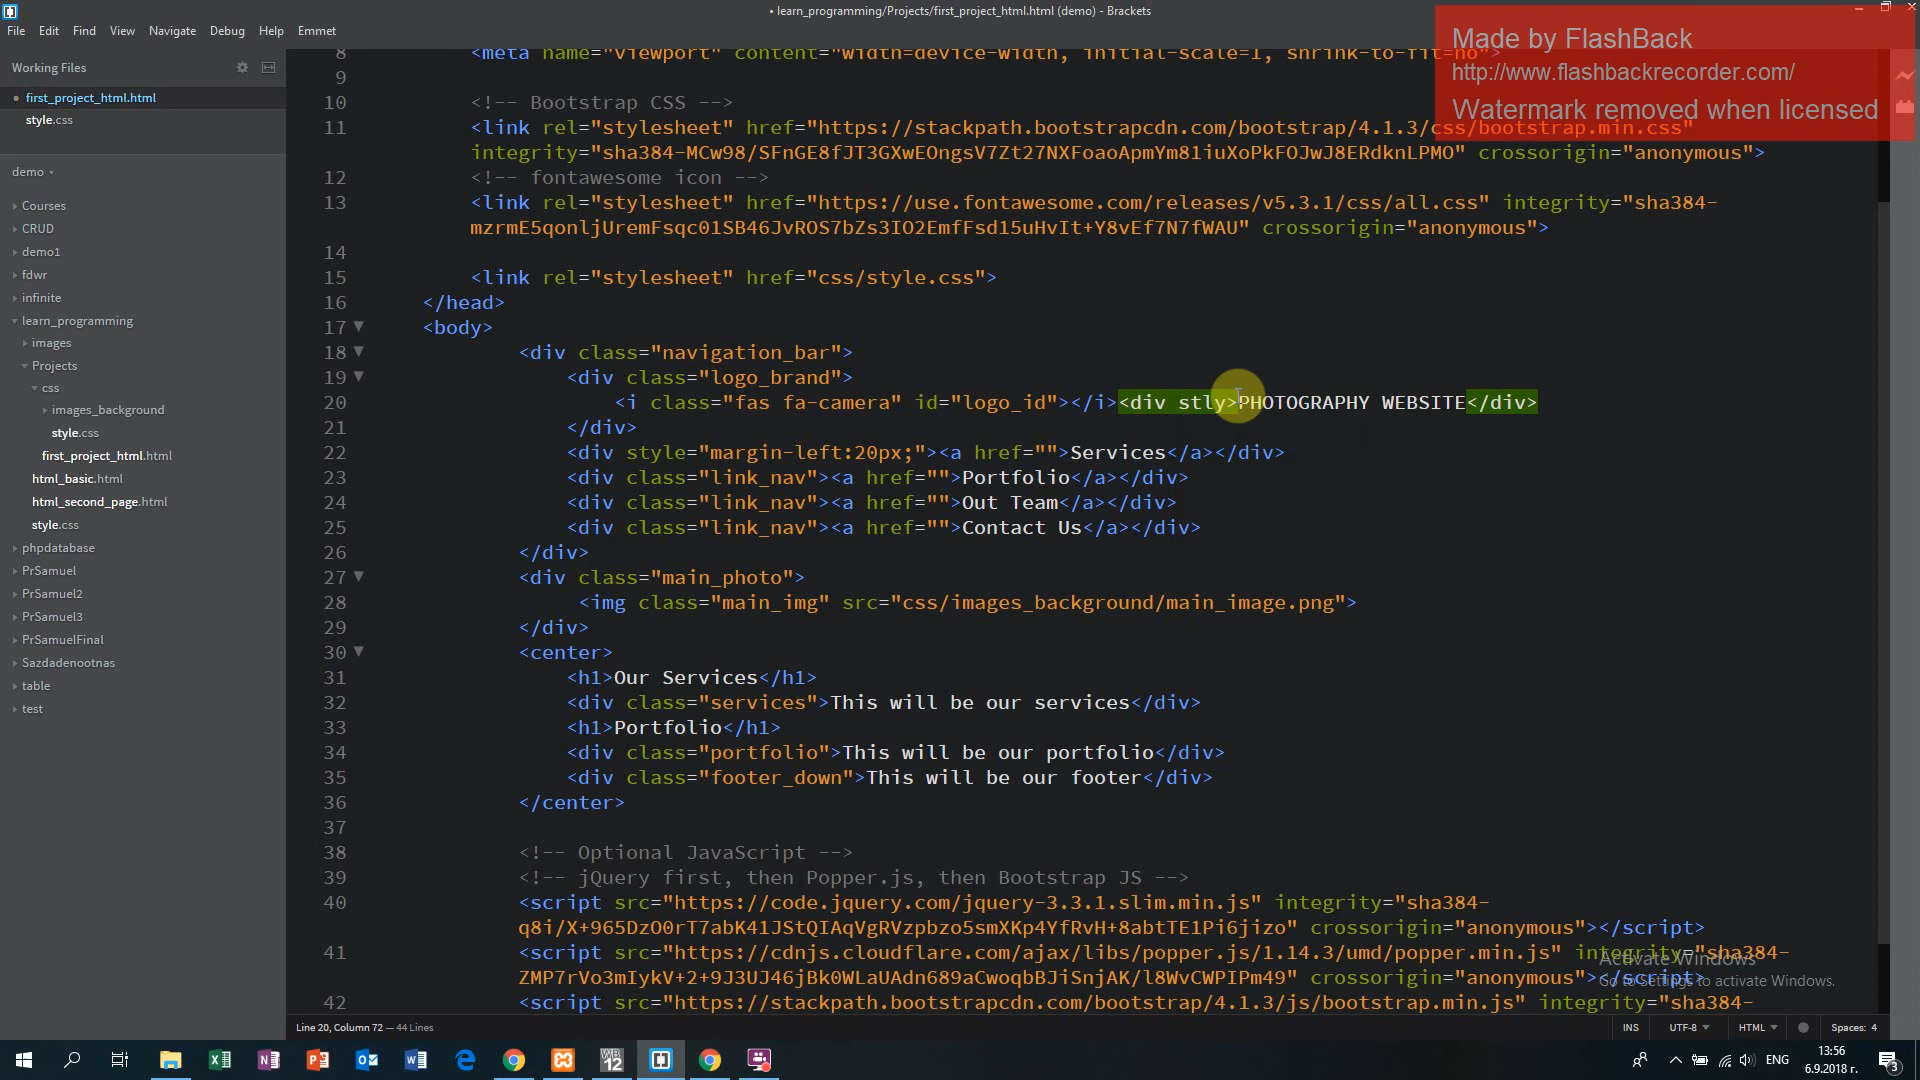 • learn_programming/Projects/first_project_html.html (demo) - Brackets
File Edit Find View Navigate Debug Help Emmet
Made by FlashBack
http://www.flashbackrecorder.com/
Watermark removed when licensed
Working Files
• first_project_html.html
style.css
demo
Courses
CRUD
demo1
fdwr
infinite
learn_programming
images
Projects
css
images_background
style.css
first_project_html.html
html_basic.html
html_second_page.html
style.css
phpdatabase
PrSamuel
PrSamuel2
PrSamuel3
PrSamuelFinal
Sazdadenootnas
table
test
8 <meta name="viewport" content="width=device-width, initial-scale=1, shrink-to-fit=no">
9
10 <!-- Bootstrap CSS -->
11 <link rel="stylesheet" href="https://stackpath.bootstrapcdn.com/bootstrap/4.1.3/css/bootstrap.min.css"
integrity="sha384-MCw98/SFnGE8fJT3GXwEOngsV7Zt27NXFoaoApmYm81iuXoPkFOJwJ8ERdknLPMO" crossorigin="anonymous">
12 <!-- fontawesome icon -->
13 <link rel="stylesheet" href="https://use.fontawesome.com/releases/v5.3.1/css/all.css" integrity="sha384-
mzrmE5qonljUremFsqc01SB46JvROS7bZs3IO2EmfFsd15uHvIt+Y8vEf7N7fWAU" crossorigin="anonymous">
14
15 <link rel="stylesheet" href="css/style.css">
16 </head>
17 <body>
18 <div class="navigation_bar">
19 <div class="logo_brand">
20 <i class="fas fa-camera" id="logo_id"></i><div stly>PHOTOGRAPHY WEBSITE</div>
21 </div>
22 <div style="margin-left:20px;"><a href="">Services</a></div>
23 <div class="link_nav"><a href="">Portfolio</a></div>
24 <div class="link_nav"><a href="">Out Team</a></div>
25 <div class="link_nav"><a href="">Contact Us</a></div>
26 </div>
27 <div class="main_photo">
28 <img class="main_img" src="css/images_background/main_image.png">
29 </div>
30 <center>
31 <h1>Our Services</h1>
32 <div class="services">This will be our services</div>
33 <h1>Portfolio</h1>
34 <div class="portfolio">This will be our portfolio</div>
35 <div class="footer_down">This will be our footer</div>
36 </center>
37
38 <!-- Optional JavaScript -->
39 <!-- jQuery first, then Popper.js, then Bootstrap JS -->
40 <script src="https://code.jquery.com/jquery-3.3.1.slim.min.js" integrity="sha384-
q8i/X+965DzO0rT7abK41JStQIAqVgRVzpbzo5smXKp4YfRvH+8abtTE1Pi6jizo" crossorigin="anonymous"></script>
41 <script src="https://cdnjs.cloudflare.com/ajax/libs/popper.js/1.14.3/umd/popper.min.js" integrity="sha384-
ZMP7rVo3mIykV+2+9J3UJ46jBk0WLaUAdn689aCwoqbBJiSnjAK/l8WvCWPIPm49" crossorigin="anonymous"></script>
42 <script src="https://stackpath.bootstrapcdn.com/bootstrap/4.1.3/js/bootstrap.min.js" integrity="sha384-
Activate Windows
Go to Settings to activate Windows.
Line 20, Column 72 — 44 Lines
INS UTF-8 HTML Spaces: 4
WB
12
ENG
13:56
6.9.2018 г.
3